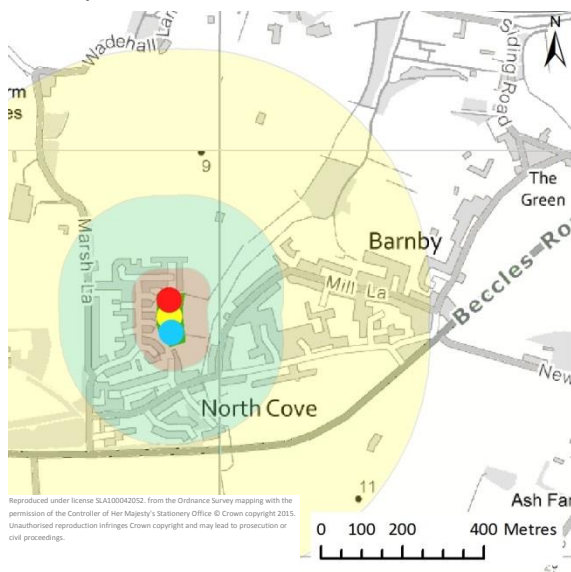 N
Wadehall Lan
Siding Road
rm
es
9
The
Green
Marsh La
Barnby
Beccles Ro
Mill La
New
North Cove
11
Ash Fa
Reproduced under license SLA100042052. from the Ordnance Survey mapping with the
permission of the Controller of Her Majesty's Stationery Office © Crown copyright 2015.
Unauthorised reproduction infringes Crown copyright and may lead to prosecution or
civil proceedings.
0 100 200 400 Metres